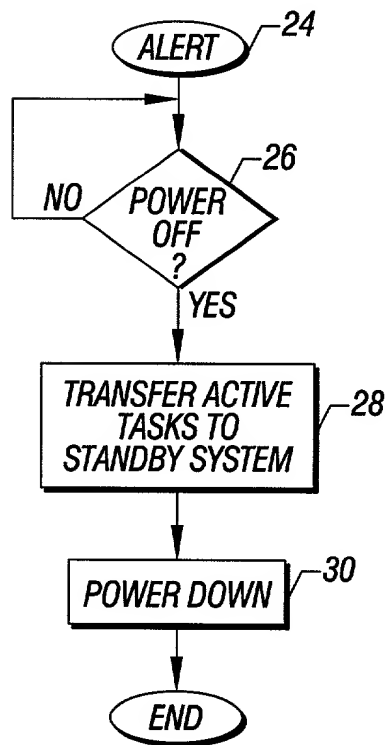 ALERT
24
26
NO
POWER
OFF
?
YES
TRANSFER ACTIVE
TASKS TO
STANDBY SYSTEM
28
POWER DOWN
30
END